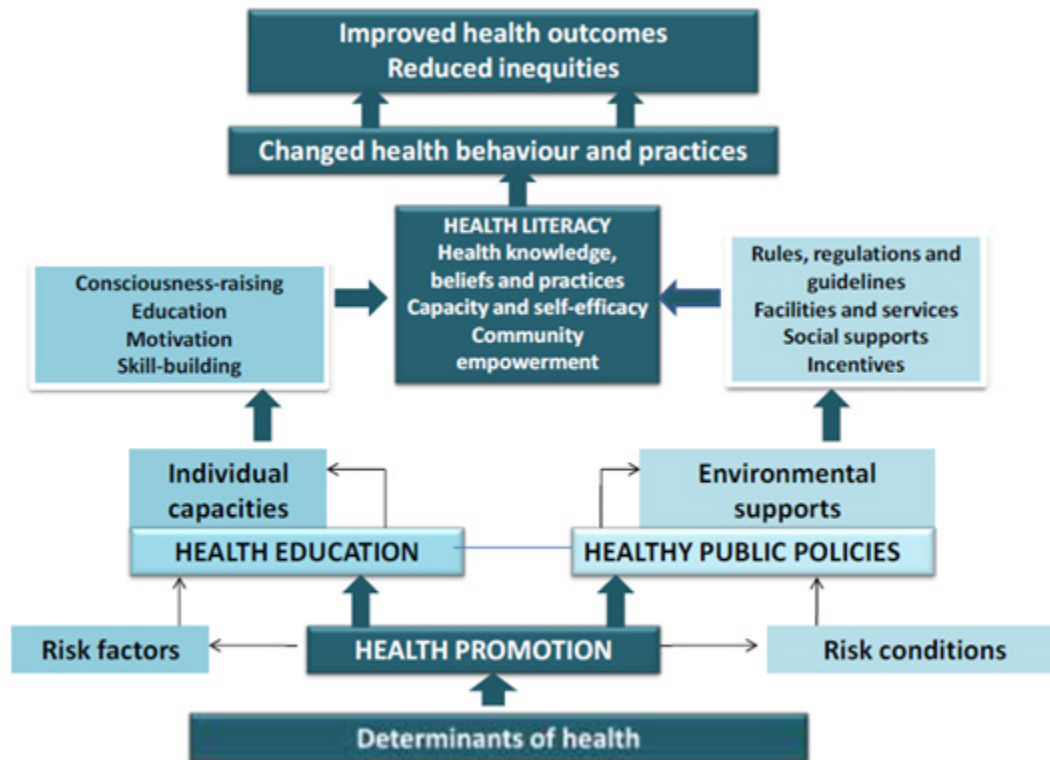 Improved health outcomes
Reduced inequities
Changed health behaviour and practices
HEALTH LITERACY
Health knowledge,
beliefs and practices
Capacity and self-efficacy
Community
empowerment
Consciousness-raising
Education
Motivation
Skill-building
Rules, regulations and
guidelines
Facilities and services
Social supports
Incentives
Individual
capacities
Environmental
supports
HEALTH EDUCATION
HEALTHY PUBLIC POLICIES
Risk factors
HEALTH PROMOTION
Risk conditions
Determinants of health